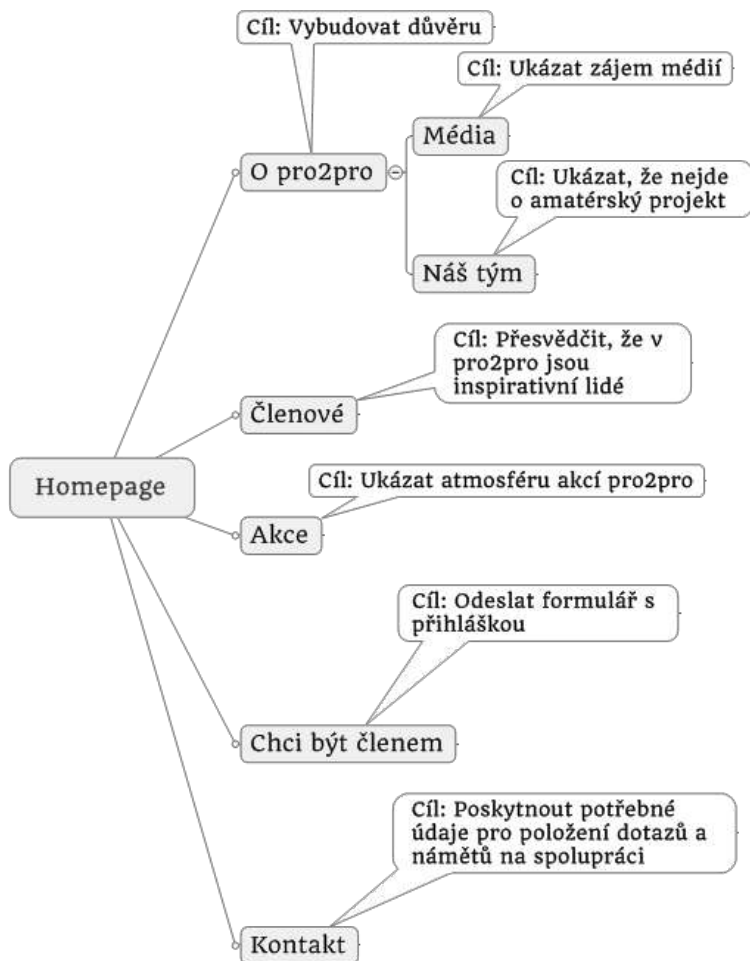 Cíl: Vybudovat důvěru
Cíl: Ukázat zájem médií
Média
O pro2pro
Cíl: Ukázat, že nejde
o amatérský projekt
Náš tým
Cíl: Přesvědčit, že v
pro2pro jsou
inspirativní lidé
Členové
Homepage
Cíl: Ukázat atmosféru akcí pro2pro
Akce
Cíl: Odeslat formulář s
přihláškou
Chci být členem
Cíl: Poskytnout potřebné
údaje pro položení dotazů a
námětů na spolupráci
Kontakt